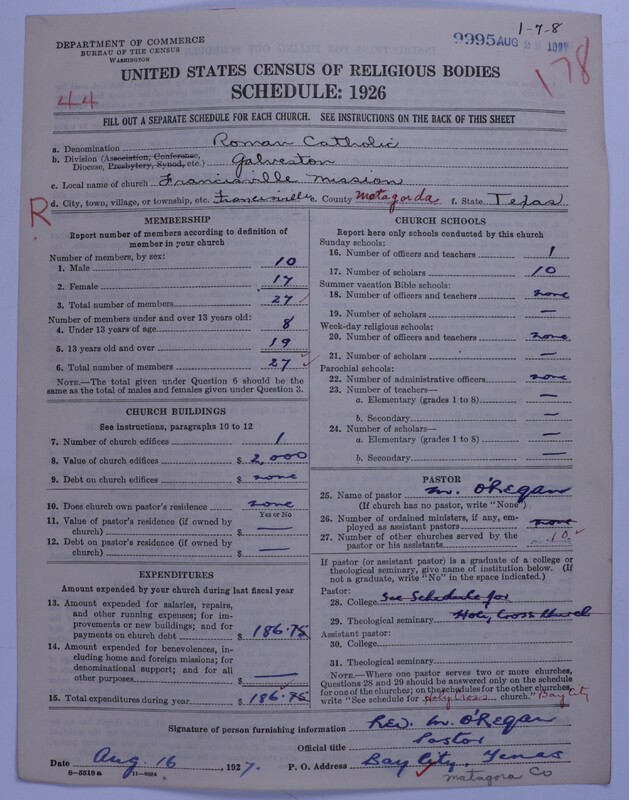 1-7-8
DEPARTMENT OF COMMERCE
BUREAU OF THE CENSUS
WASHINGTON
9995 AUG 22 1927
178
44
UNITED STATES CENSUS OF RELIGIOUS BODIES
SCHEDULE: 1926
FILL OUT A SEPARATE SCHEDULE FOR EACH CHURCH. SEE INSTRUCTIONS ON THE BACK OF THIS SHEET
a. Denomination Roman Catholic
b. Division (Association, Conference, Diocese, Presbytery, Synod, etc.) Galveston
c. Local name of church Francisville Mission
R
d. City, town, village, or township, etc. Francisville e. County Matagorda f. State Texas
MEMBERSHIP
Report number of members according to definition of
member in your church
Number of members, by sex:
1. Male 10
2. Female 17
3. Total number of members 27
Number of members under and over 13 years old:
4. Under 13 years of age 8
5. 13 years old and over 19
6. Total number of members 27
NOTE.—The total given under Question 6 should be
same as the total of males and females given under Question 3.
CHURCH BUILDINGS
See instructions, paragraphs 10 to 12
7. Number of church edifices 1
8. Value of church edifices $ 2,000
9. Debt on church edifices $ none
10. Does church own pastor's residence none
Yes or No
11. Value of pastor's residence (if owned by
church) $ —
12. Debt on pastor's residence (if owned by
church) $ —
EXPENDITURES
Amount expended by your church during last fiscal year
13. Amount expended for salaries, repairs,
and other running expenses; for im-
provements or new buildings; and for
payments on church debt $ 186.75
14. Amount expended for benevolences,
including home and foreign missions; for
denominational support; and for all
other purposes $ —
15. Total expenditures during year $ 186.75
CHURCH SCHOOLS
Report here only schools conducted by this church
Sunday schools:
16. Number of officers and teachers 1
17. Number of scholars 10
Summer vacation Bible schools:
18. Number of officers and teachers none
19. Number of scholars —
Week-day religious schools:
20. Number of officers and teachers none
21. Number of scholars —
Parochial schools:
22. Number of administrative officers none
23. Number of teachers—
a. Elementary (grades 1 to 8) —
b. Secondary —
24. Number of scholars—
a. Elementary (grades 1 to 8) —
b. Secondary —
PASTOR
25. Name of pastor M. O'Regan
(If church has no pastor, write "None")
26. Number of ordained ministers, if any, em-
ployed as assistant pastors none
27. Number of other churches served by the
pastor or his assistants 10
If pastor (or assistant pastor) is a graduate of a college or
theological seminary, give name of institution below. (If
not a graduate, write "No" in the space indicated.)
Pastor:
28. College See Schedule for
29. Theological seminary Holy Cross Church
Assistant pastor:
30. College
31. Theological seminary
NOTE.—Where one pastor serves two or more churches,
Questions 28 and 29 should be answered only on the schedule
for one of the churches; on the schedules for the other churches,
write "See schedule for Holy Cross church." Bay City
Signature of person furnishing information Rev. M. O'Regan
Official title Pastor
Date Aug. 16, 1927. P. O. Address Bay City, Texas
8—5319a 11—9234
Matagora Co